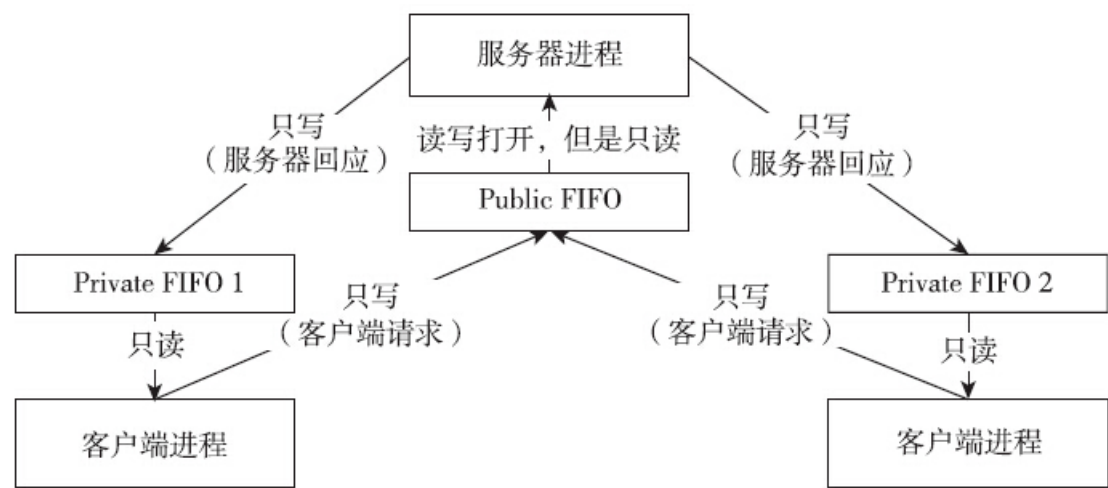 服务器进程
只写
（服务器回应）
读写打开，但是只读
只写
（服务器回应）
Public FIFO
Private FIFO 1
只写
（客户端请求）
只写
（客户端请求）
Private FIFO 2
只读
只读
客户端进程
客户端进程